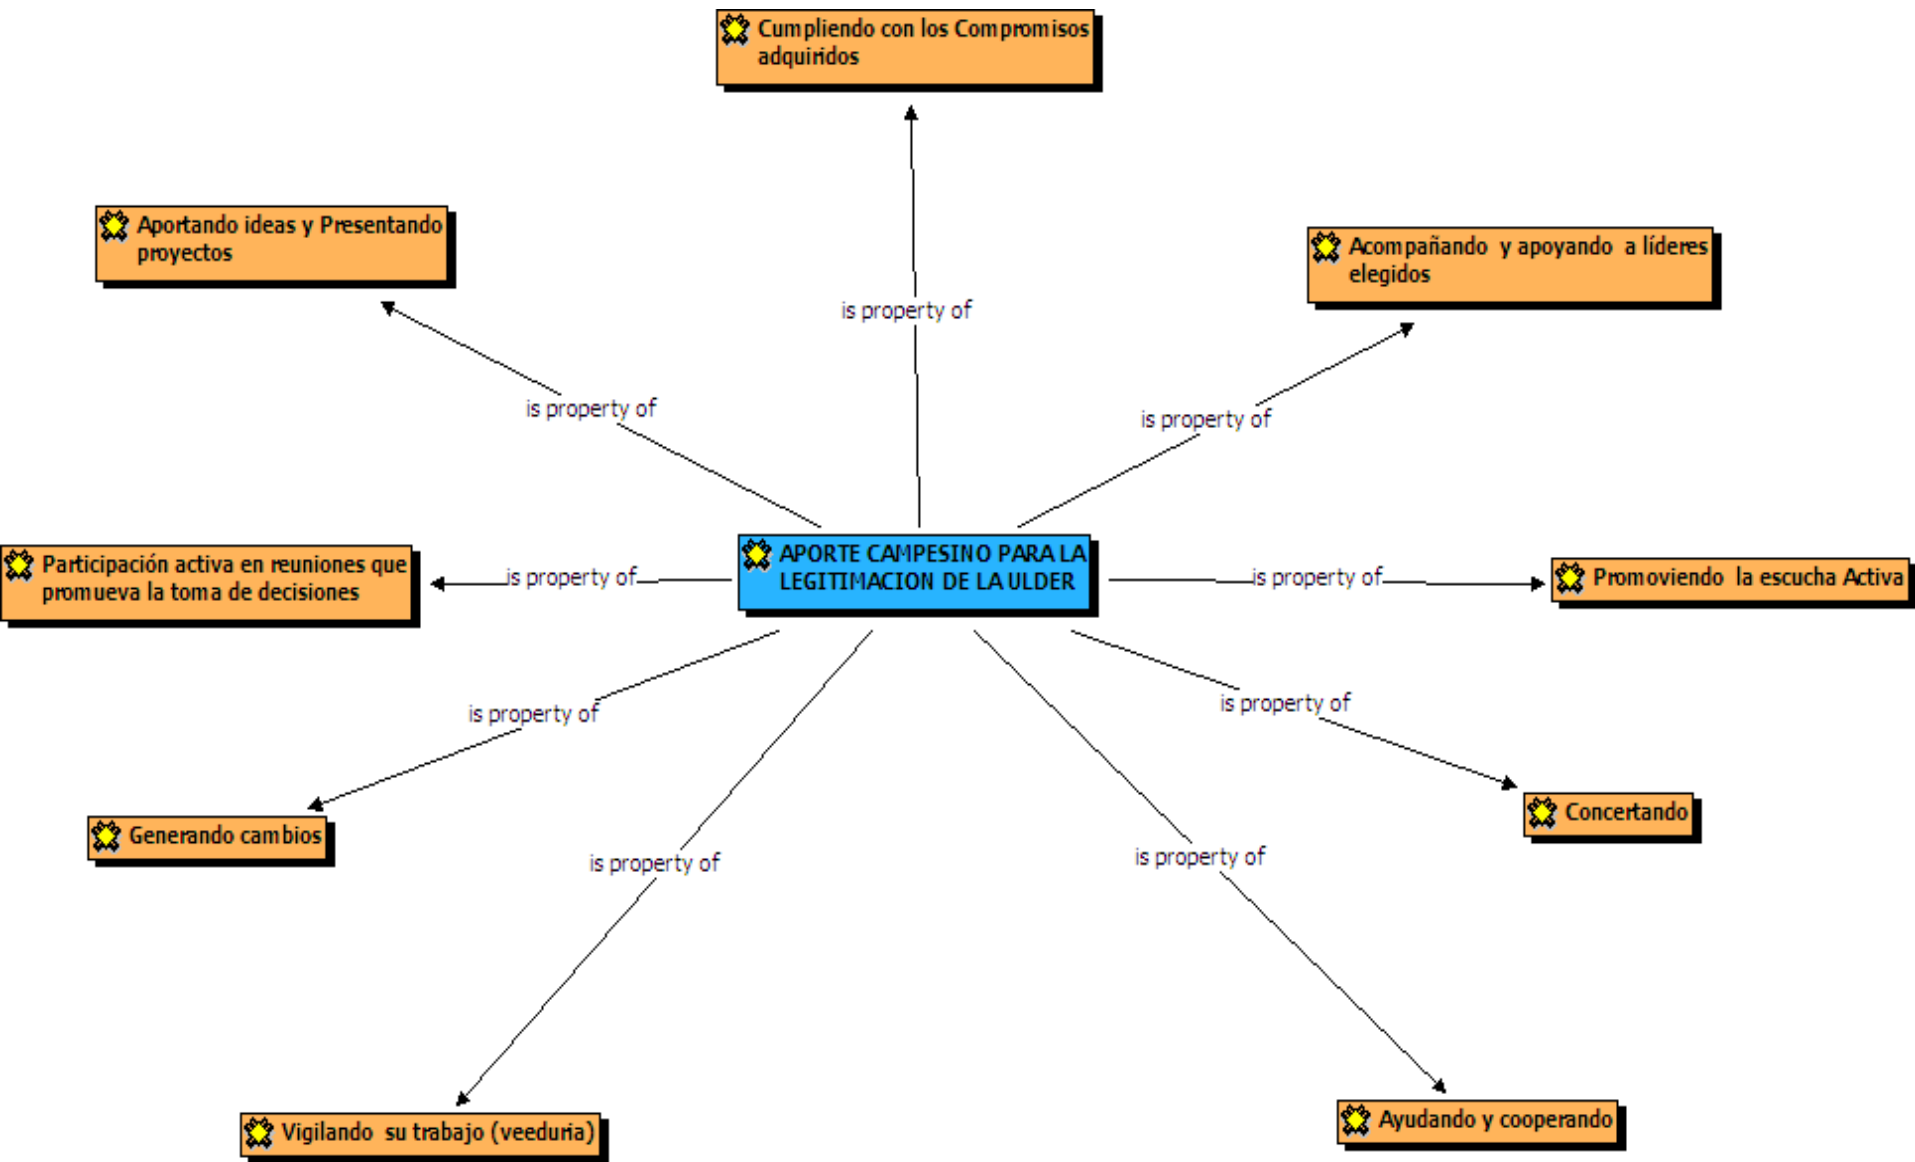 Cumpliendo con los Compromisos
adquiridos
Aportando ideas y Presentando
proyectos
Acompañando y apoyando a líderes
elegidos
is property of
is property of
is property of
Participación activa en reuniones que
promueva la toma de decisiones
is property of
APORTE CAMPESINO PARA LA
LEGITIMACION DE LA ULDER
is property of
Promoviendo la escucha Activa
is property of
is property of
Generando cambios
Concertando
is property of
is property of
Vigilando su trabajo (veeduria)
Ayudando y cooperando